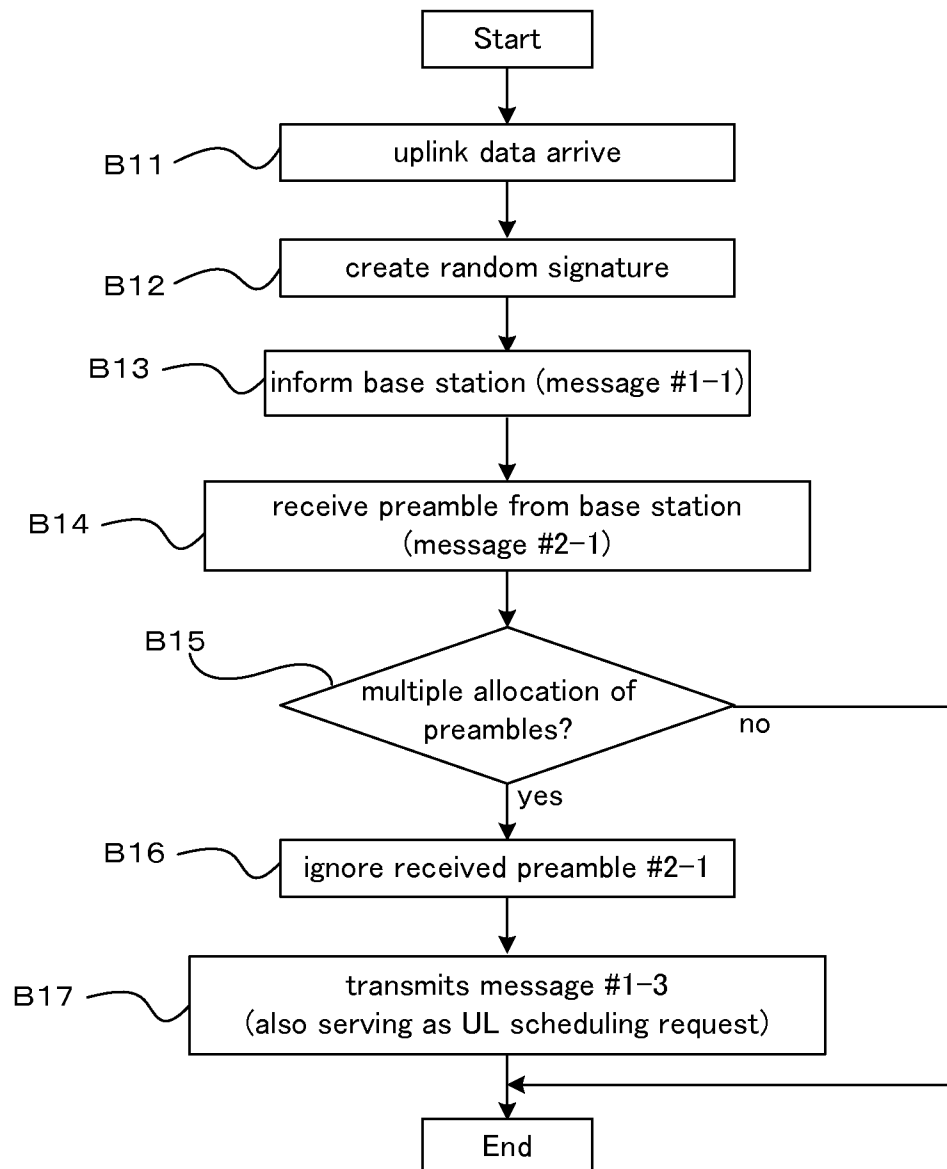 Start
B11
uplink data arrive
B12
create random signature
B13
inform base station (message #1-1)
B14
receive preamble from base station
(message #2-1)
B15
multiple allocation of
preambles?
no
yes
B16
ignore received preamble #2-1
B17
transmits message #1-3
(also serving as UL scheduling request)
End